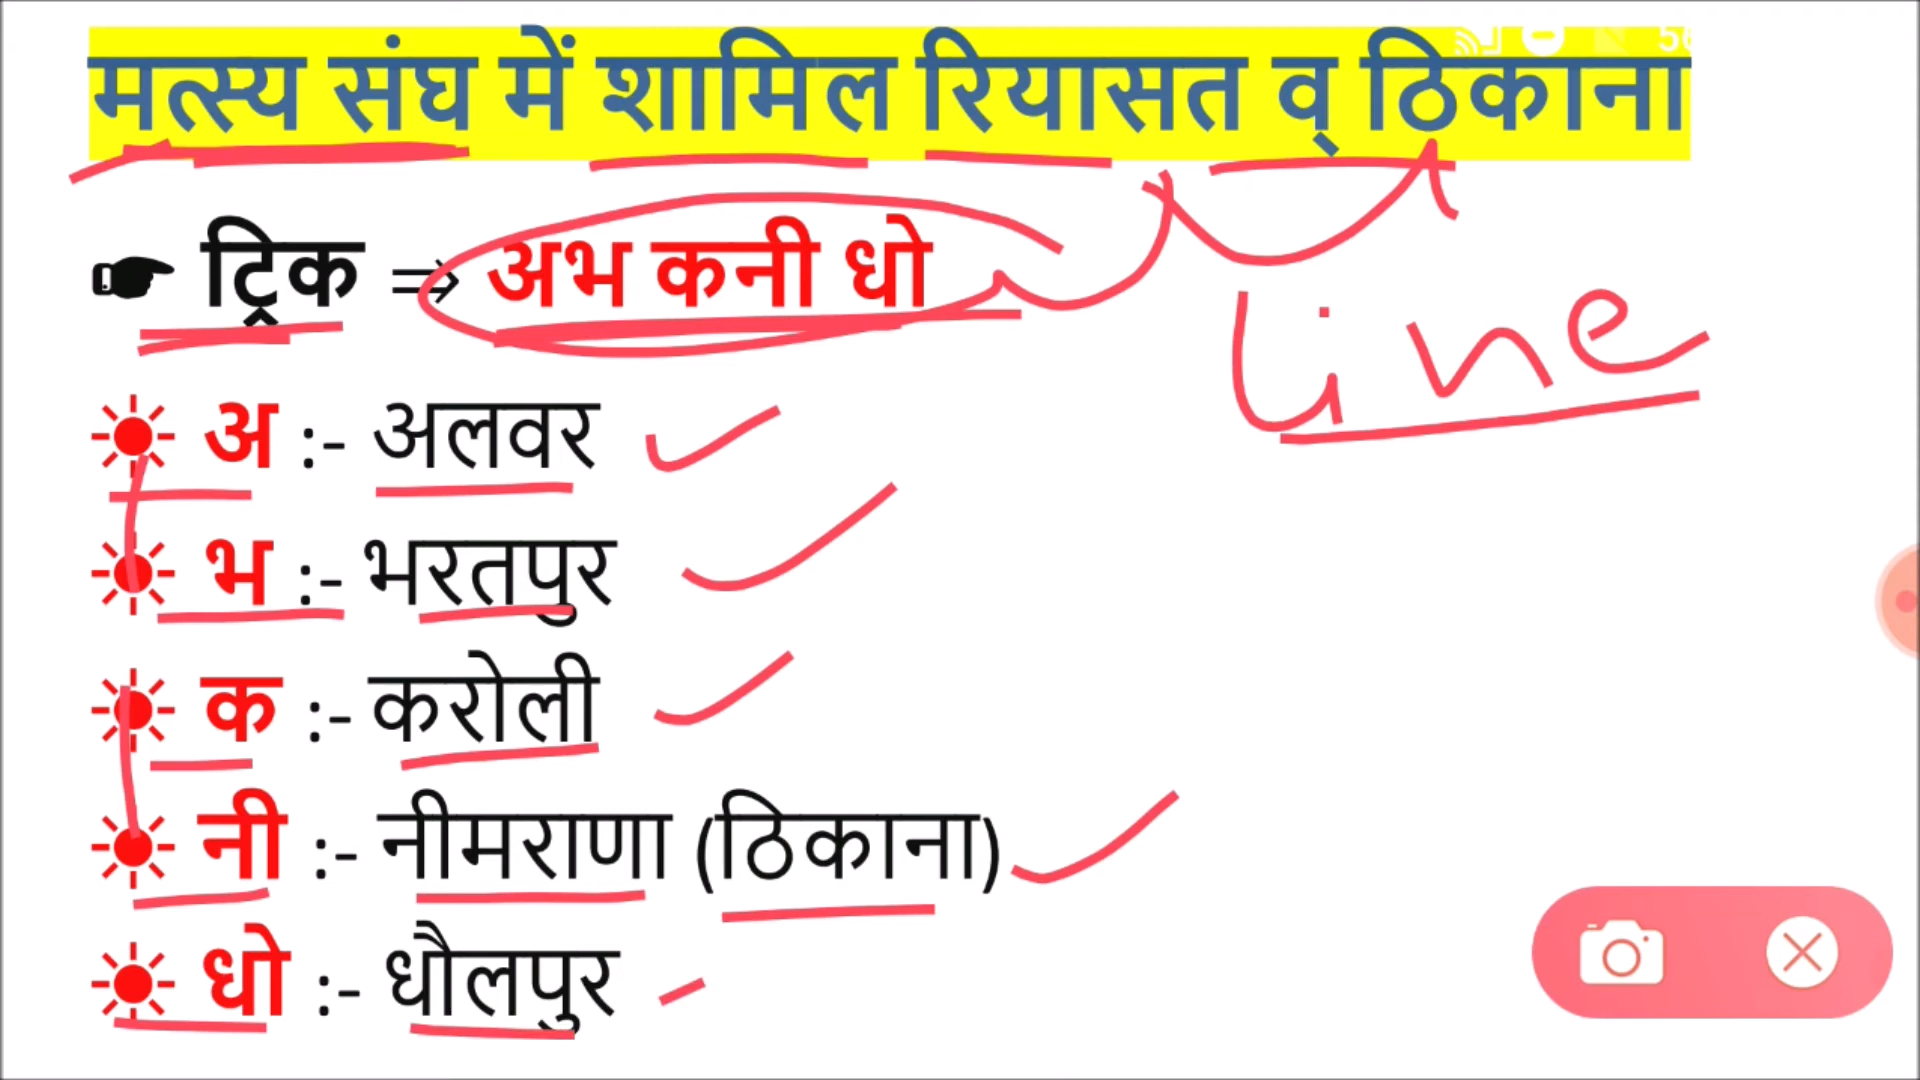 मत्स्य संघ में शामिल रियासत व् ठिकाना
☛ ट्रिक ⇒ अभ कनी धो
line
☀ अ :- अलवर
☀ भ :- भरतपुर
☀ क :- करोली
☀ नी :- नीमराणा (ठिकाना)
☀ धो :- धौलपुर